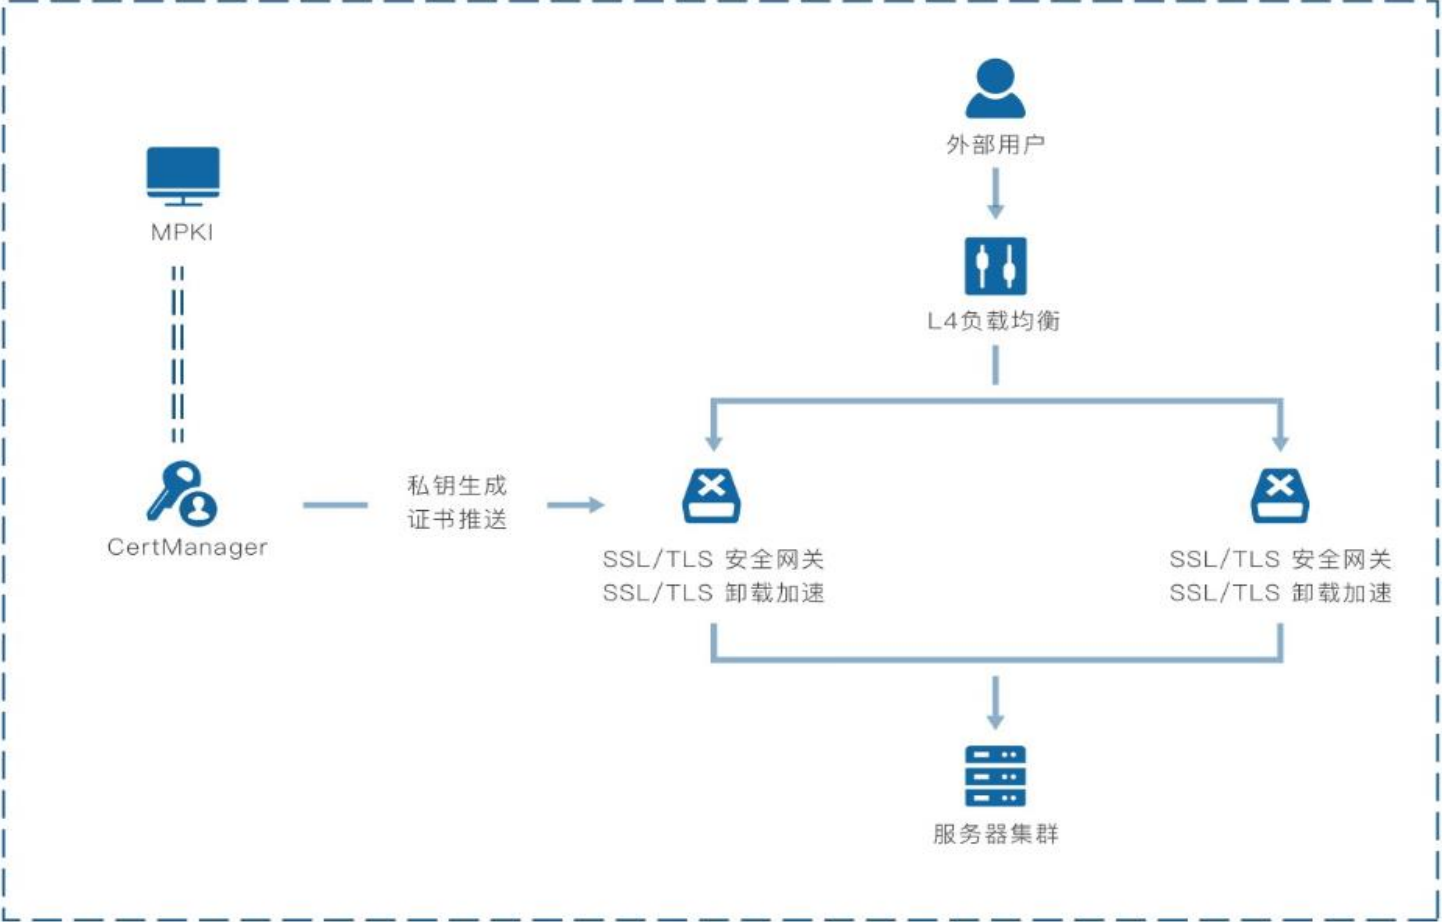 外部用户
MPKI
L4负载均衡
私钥生成
证书推送
CertManager
SSL/TLS 安全网关
SSL/TLS 卸载加速
SSL/TLS 安全网关
SSL/TLS 卸载加速
服务器集群